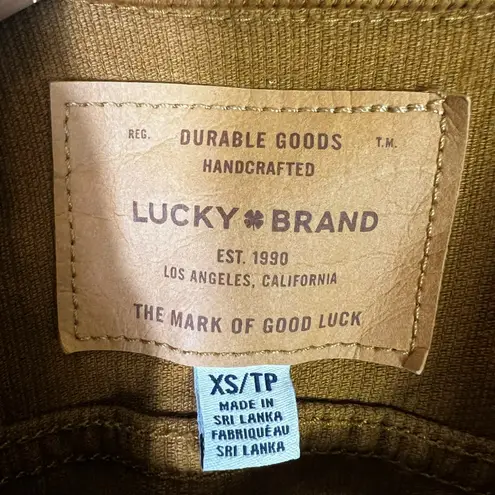 REG. DURABLE GOODS T.M.
HANDCRAFTED
LUCKY BRAND
EST. 1990
LOS ANGELES, CALIFORNIA
THE MARK OF GOOD LUCK
XS/TP
MADE IN
SRI LANKA
FABRIQUÉ AU
SRI LANKA